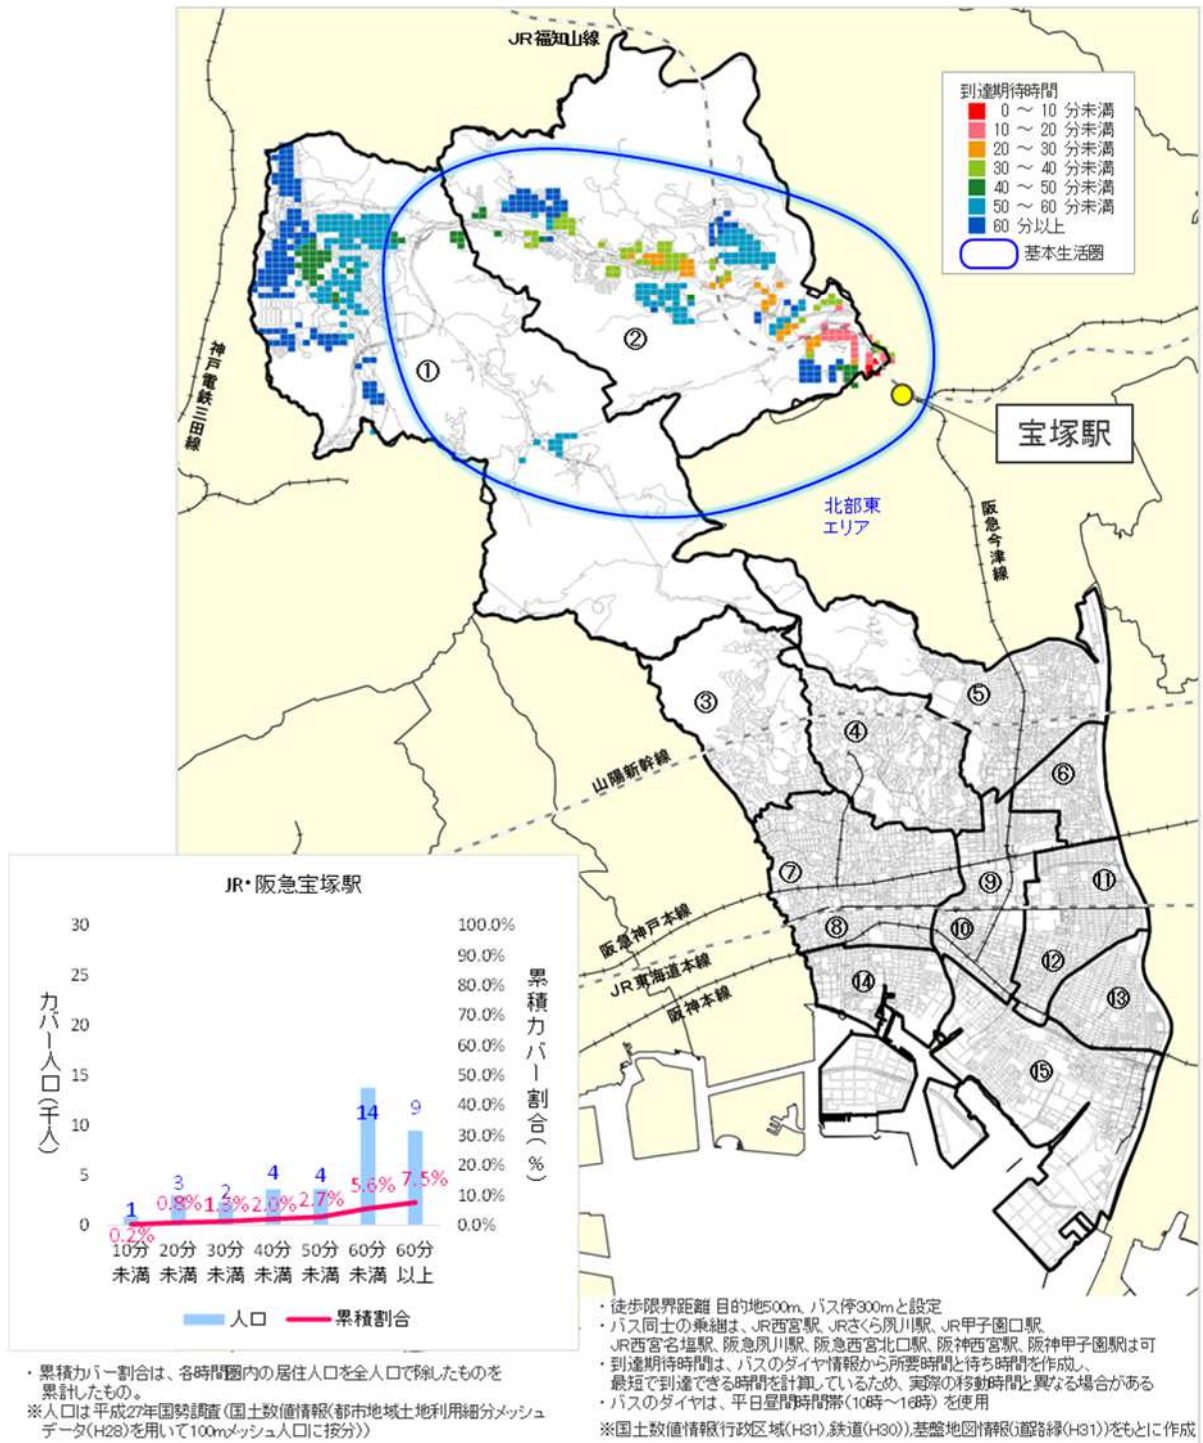 JR福知山線
到達期待時間
0 ～ 10 分未満
10 ～ 20 分未満
20 ～ 30 分未満
30 ～ 40 分未満
40 ～ 50 分未満
50 ～ 60 分未満
60 分以上
基本生活圏
神戸電鉄三田線
①
②
宝塚駅
北部東
エリア
阪急今津線
③
④
⑤
⑥
山陽新幹線
⑦
⑧
⑨
⑩
⑪
⑫
⑬
⑭
⑮
阪急神戸本線
JR東海道本線
阪神本線
JR・阪急宝塚駅
カバー人口(千人)
30
25
20
15
10
5
0
累積カバー割合(%)
100.0%
90.0%
80.0%
70.0%
60.0%
50.0%
40.0%
30.0%
20.0%
10.0%
0.0%
1
3
2
4
4
14
9
0.2%
0.8%
1.3%
2.0%
2.7%
5.6%
7.5%
10分 20分 30分 40分 50分 60分 60分
未満 未満 未満 未満 未満 未満 以上
人口 累積割合
・累積カバー割合は、各時間圏内の居住人口を全人口で除したものを
累計したもの。
※人口は平成27年国勢調査(国土数値情報(都市地域土地利用細分メッシュ
データ(H28)を用いて100mメッシュ人口に按分))
・徒歩限界距離 目的地500m、バス停300mと設定
・バス同士の乗継は、JR西宮駅、JRさくら夙川駅、JR甲子園口駅、
JR西宮名塩駅、阪急夙川駅、阪急西宮北口駅、阪神西宮駅、阪神甲子園駅は可
・到達期待時間は、バスのダイヤ情報から所要時間と待ち時間を作成し、
最短で到達できる時間を計算しているため、実際の移動時間と異なる場合がある
・バスのダイヤは、平日昼間時間帯(10時～16時)を使用
※国土数値情報(行政区域(H31),鉄道(H30)),基盤地図情報(道路縁(H31))をもとに作成